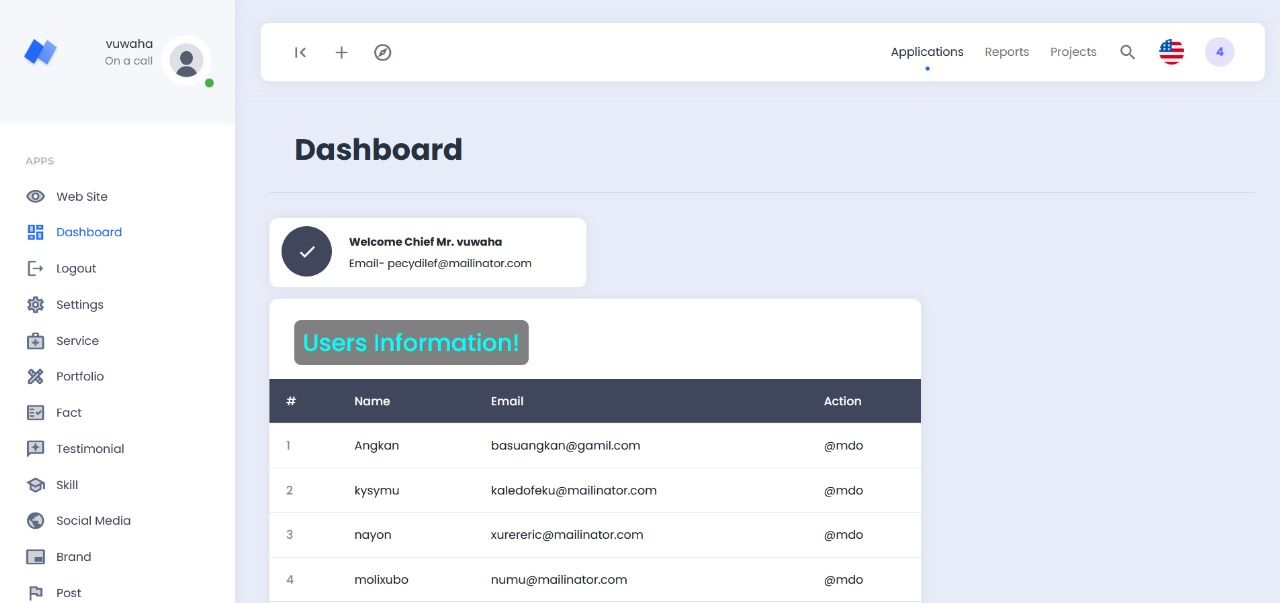 vuwaha
On a call
APPS
Web Site
Dashboard
Logout
Settings
Service
Portfolio
Fact
Testimonial
Skill
Social Media
Brand
Post
Applications
Reports
Projects
4
Dashboard
Welcome Chief Mr. vuwaha
Email- pecydilef@mailinator.com
Users Information!
# Name Email Action
1 Angkan basuangkan@gamil.com @mdo
2 kysymu kaledofeku@mailinator.com @mdo
3 nayon xurereric@mailinator.com @mdo
4 molixubo numu@mailinator.com @mdo